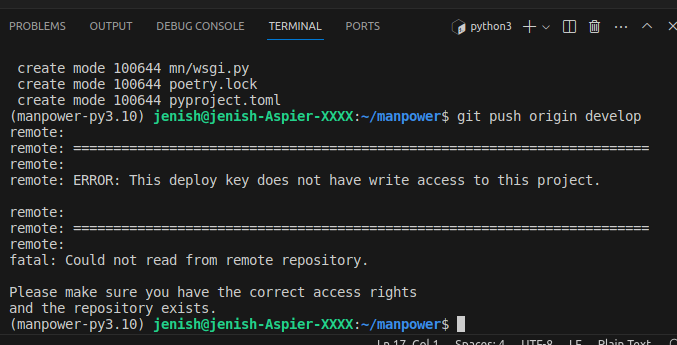 PROBLEMS OUTPUT DEBUG CONSOLE TERMINAL PORTS python3
create mode 100644 mn/wsgi.py
create mode 100644 poetry.lock
create mode 100644 pyproject.toml
(manpower-py3.10) jenish@jenish-Aspier-XXXX:~/manpower$ git push origin develop
remote:
remote: ========================================================================
remote:
remote: ERROR: This deploy key does not have write access to this project.
remote:
remote: ========================================================================
remote:
fatal: Could not read from remote repository.
Please make sure you have the correct access rights
and the repository exists.
(manpower-py3.10) jenish@jenish-Aspier-XXXX:~/manpower$
Ln 17, Col 1 Spaces: 4 UTF-8 LF Plain Text